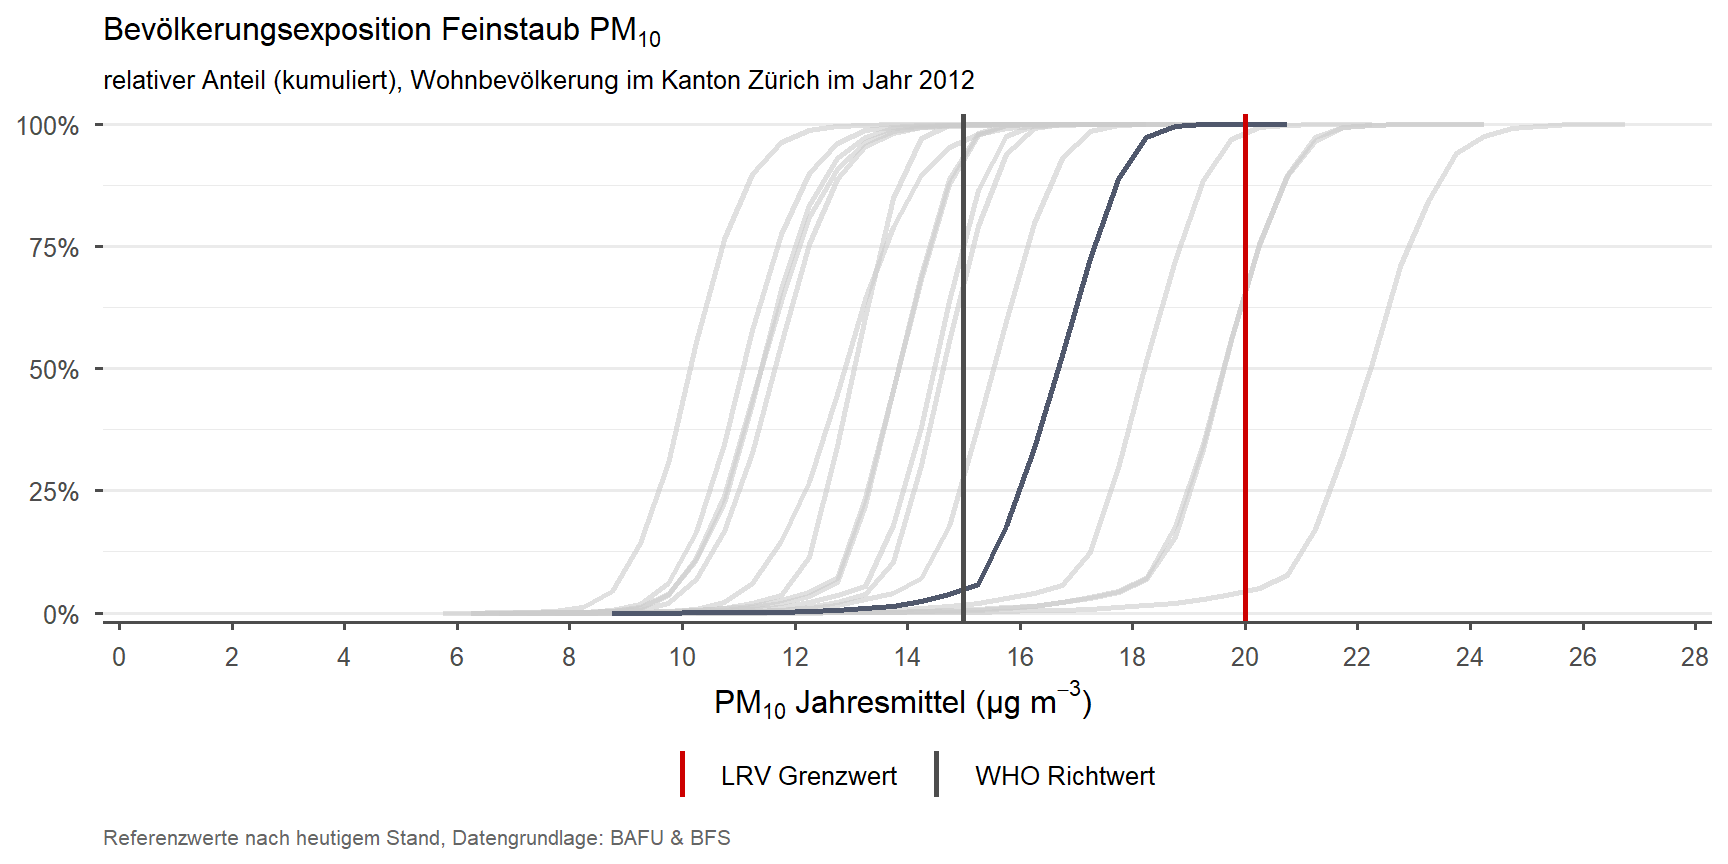 Bevölkerungsexposition Feinstaub PM₁₀
relativer Anteil (kumuliert), Wohnbevölkerung im Kanton Zürich im Jahr 2012
100%
75%
50%
25%
0%
0 2 4 6 8 10 12 14 16 18 20 22 24 26 28
PM₁₀ Jahresmittel (µg m⁻³)
LRV Grenzwert WHO Richtwert
Referenzwerte nach heutigem Stand, Datengrundlage: BAFU & BFS